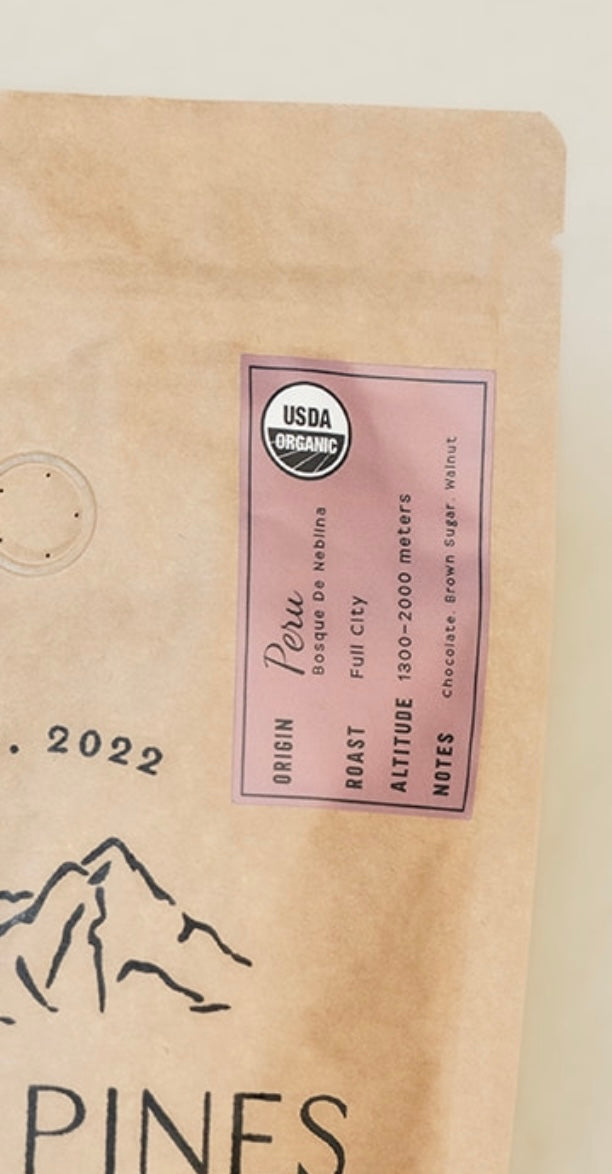 USDA
ORGANIC
ORIGIN Peru
Bosque De Neblina
ROAST Full City
ALTITUDE 1300–2000 meters
NOTES Chocolate, Brown Sugar, Walnut
. 2022
PINES